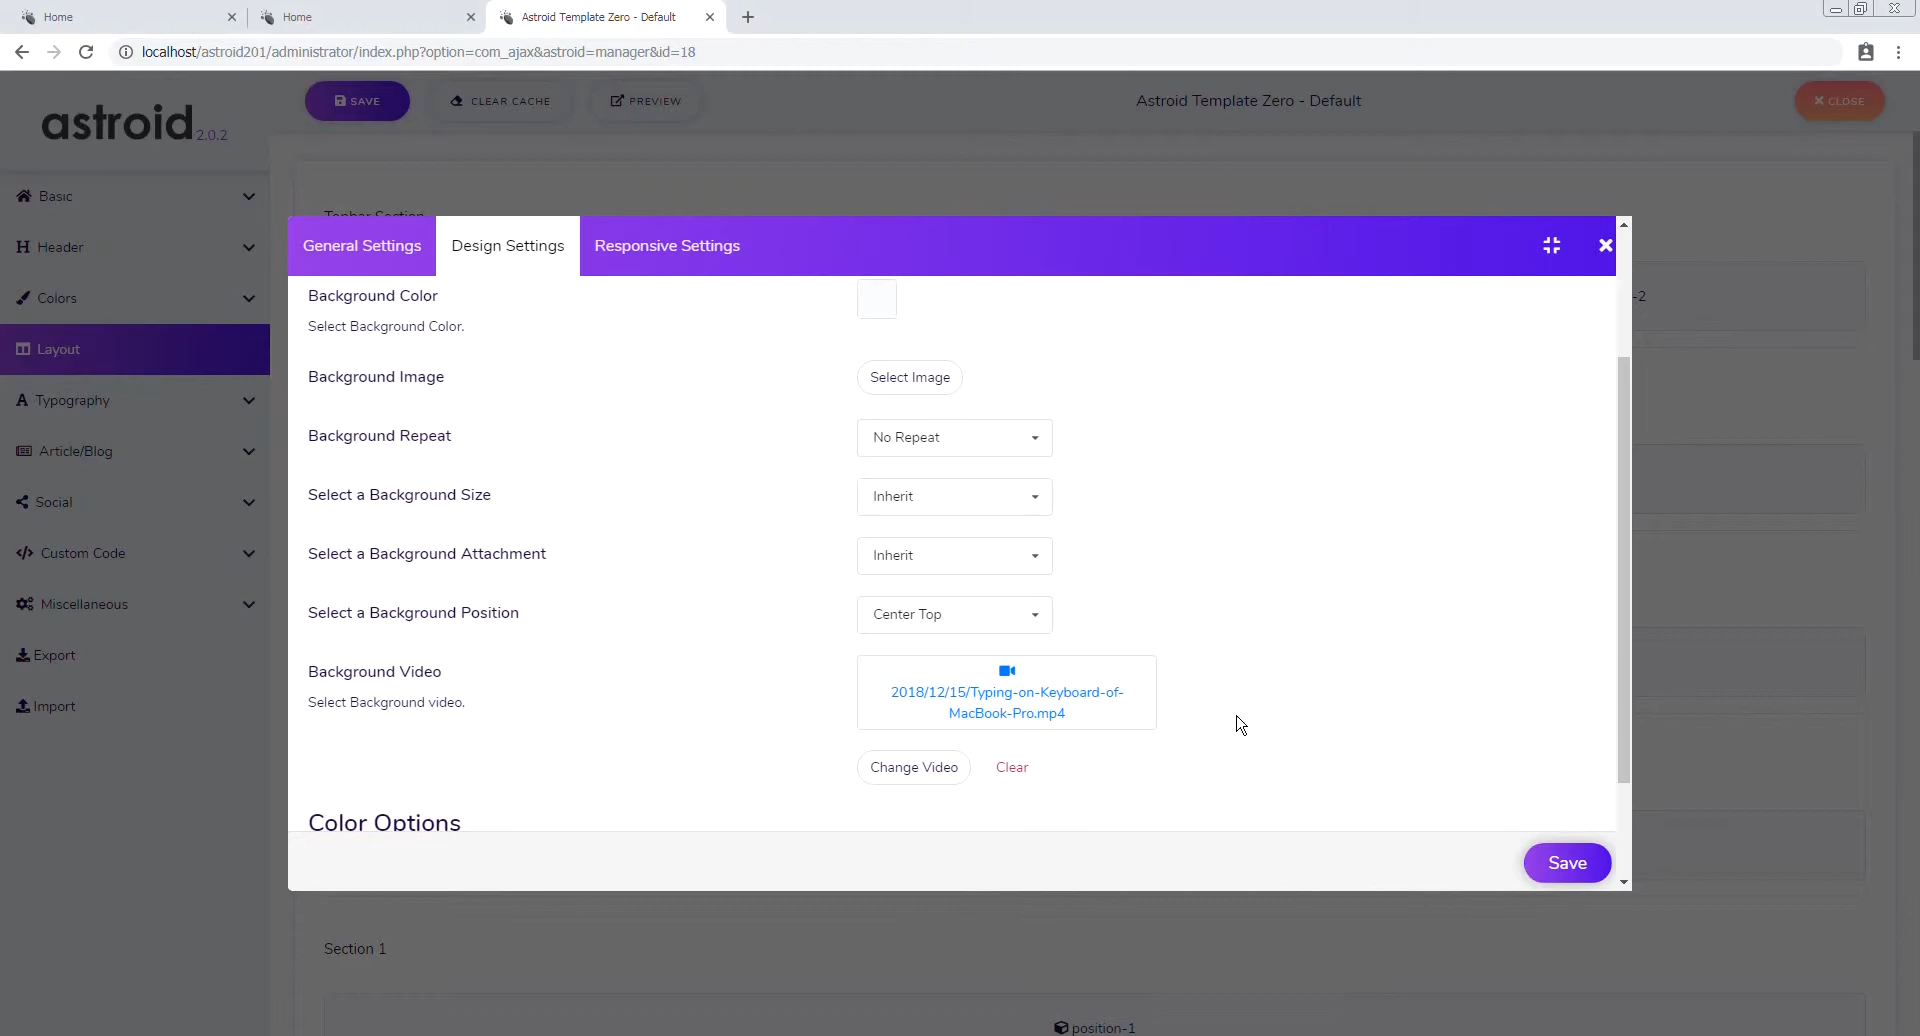 Home
Home
Astroid Template Zero - Default
localhost/astroid201/administrator/index.php?option=com_ajax&astroid=manager&id=18
astroid 2.0.2
SAVE
CLEAR CACHE
PREVIEW
Astroid Template Zero - Default
CLOSE
Basic
Header
Colors
Layout
Typography
Article/Blog
Social
Custom Code
Miscellaneous
Export
Import
Topbar Section
General Settings
Design Settings
Responsive Settings
-2
Background Color
Select Background Color.
Background Image
Select Image
Background Repeat
No Repeat
Select a Background Size
Inherit
Select a Background Attachment
Inherit
Select a Background Position
Center Top
Background Video
Select Background video.
2018/12/15/Typing-on-Keyboard-of-
MacBook-Pro.mp4
Change Video
Clear
Color Options
Save
Section 1
position-1